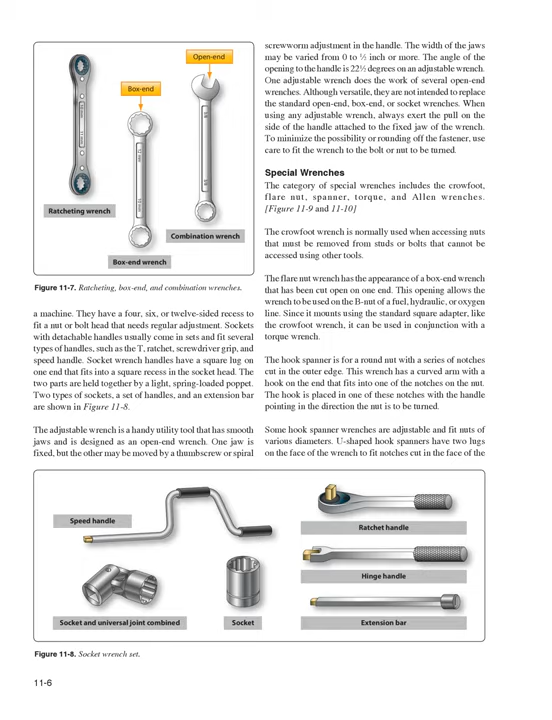 Open-end
Box-end
Ratcheting wrench
Combination wrench
Box-end wrench
Figure 11-7. Ratcheting, box-end, and combination wrenches.
a machine. They have a four, six, or twelve-sided recess to
fit a nut or bolt head that needs regular adjustment. Sockets
with detachable handles usually come in sets and fit several
types of handles, such as the T, ratchet, screwdriver grip, and
speed handle. Socket wrench handles have a square lug on
one end that fits into a square recess in the socket head. The
two parts are held together by a light, spring-loaded poppet.
Two types of sockets, a set of handles, and an extension bar
are shown in Figure 11-8.
The adjustable wrench is a handy utility tool that has smooth
jaws and is designed as an open-end wrench. One jaw is
fixed, but the other may be moved by a thumbscrew or spiral
screwworm adjustment in the handle. The width of the jaws
may be varied from 0 to ½ inch or more. The angle of the
opening to the handle is 22½ degrees on an adjustable wrench.
One adjustable wrench does the work of several open-end
wrenches. Although versatile, they are not intended to replace
the standard open-end, box-end, or socket wrenches. When
using any adjustable wrench, always exert the pull on the
side of the handle attached to the fixed jaw of the wrench.
To minimize the possibility or rounding off the fastener, use
care to fit the wrench to the bolt or nut to be turned.
Special Wrenches
The category of special wrenches includes the crowfoot,
flare nut, spanner, torque, and Allen wrenches.
[Figure 11-9 and 11-10]
The crowfoot wrench is normally used when accessing nuts
that must be removed from studs or bolts that cannot be
accessed using other tools.
The flare nut wrench has the appearance of a box-end wrench
that has been cut open on one end. This opening allows the
wrench to be used on the B-nut of a fuel, hydraulic, or oxygen
line. Since it mounts using the standard square adapter, like
the crowfoot wrench, it can be used in conjunction with a
torque wrench.
The hook spanner is for a round nut with a series of notches
cut in the outer edge. This wrench has a curved arm with a
hook on the end that fits into one of the notches on the nut.
The hook is placed in one of these notches with the handle
pointing in the direction the nut is to be turned.
Some hook spanner wrenches are adjustable and fit nuts of
various diameters. U-shaped hook spanners have two lugs
on the face of the wrench to fit notches cut in the face of the
Speed handle
Ratchet handle
Hinge handle
Socket and universal joint combined
Socket
Extension bar
Figure 11-8. Socket wrench set.
11-6